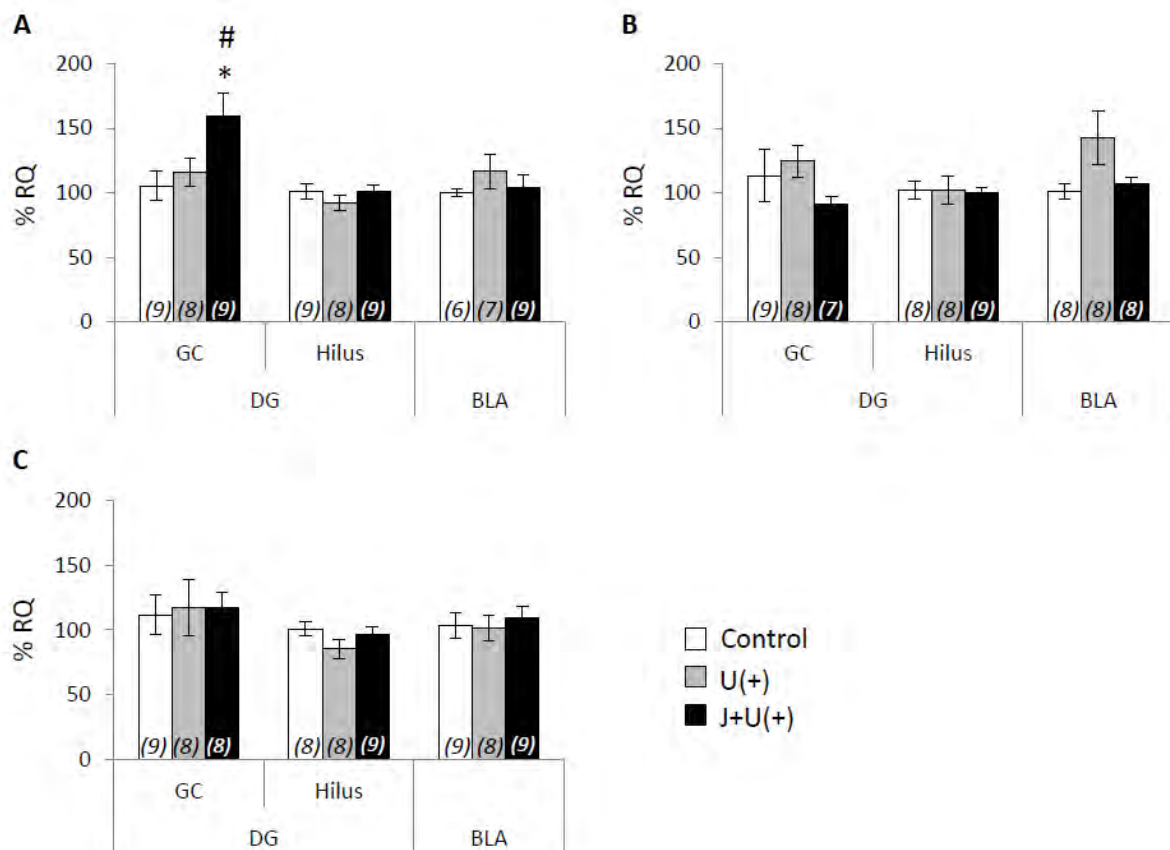 A
#
*
200
150
100
50
0
% RQ
(9) (8) (9) (9) (8) (9) (6) (7) (9)
GC Hilus
DG BLA
B
200
150
100
50
0
% RQ
(9) (8) (7) (8) (8) (9) (8) (8) (8)
GC Hilus
DG BLA
C
200
150
100
50
0
% RQ
(9) (8) (8) (8) (8) (9) (9) (8) (9)
GC Hilus
DG BLA
Control
U(+)
J+U(+)